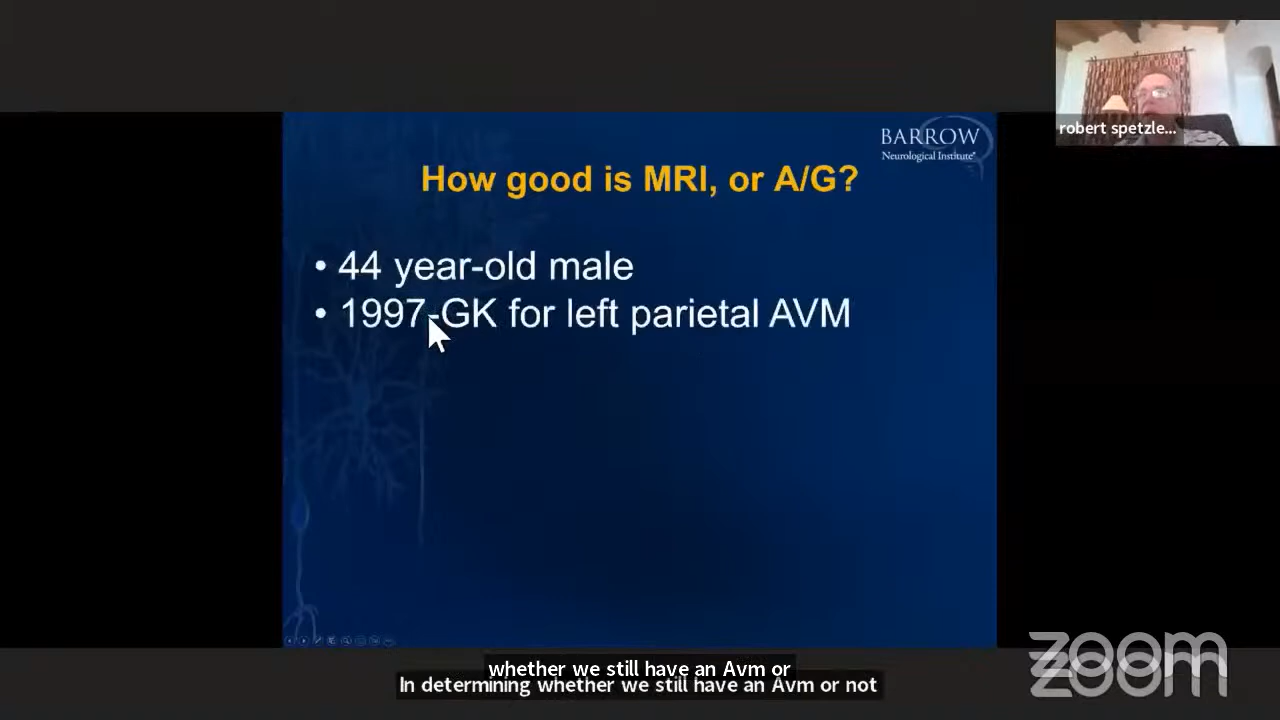 robert spetzle...
BARROW
Neurological Institute®
How good is MRI, or A/G?
• 44 year-old male
• 1997-GK for left parietal AVM
whether we still have an Avm or
In determining whether we still have an Avm or not
zoom